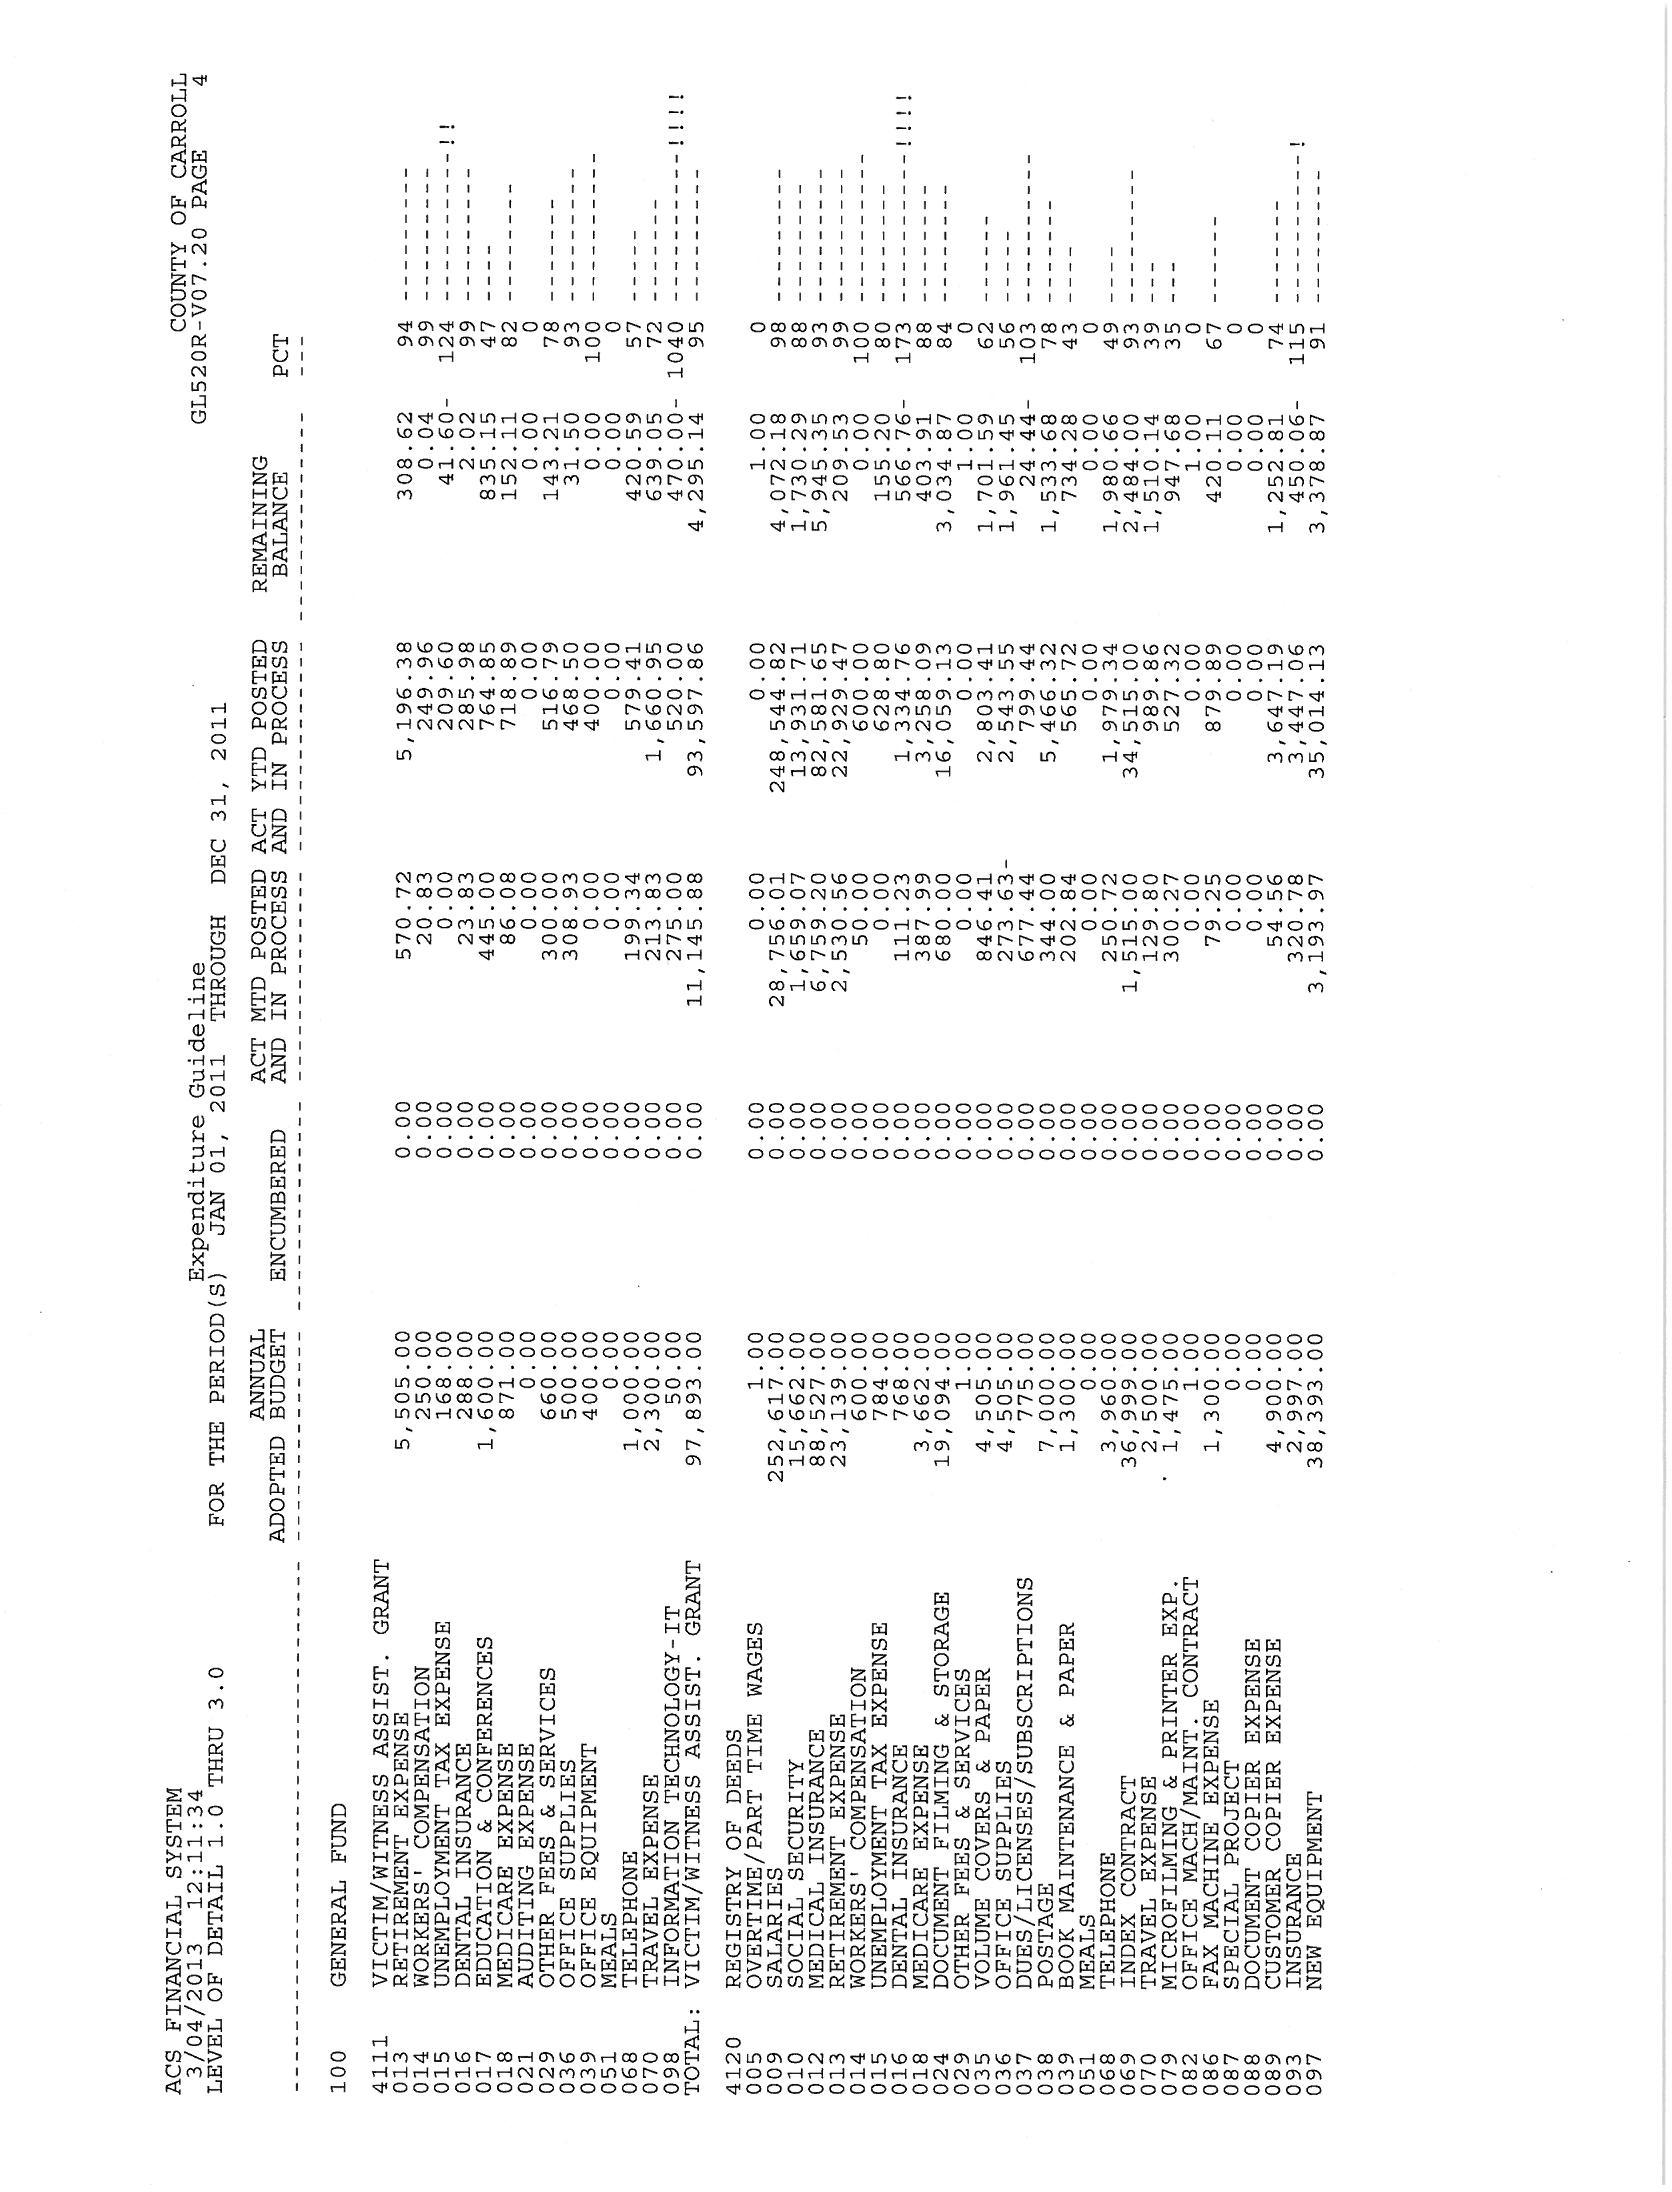 ACS FINANCIAL SYSTEM Expenditure Guideline COUNTY OF CARROLL
3/04/2013 12:11:34 GL520R-V07.20 PAGE 4
LEVEL OF DETAIL 1.0 THRU 3.0 FOR THE PERIOD(S) JAN 01, 2011 THROUGH DEC 31, 2011
ANNUAL ACT MTD POSTED ACT YTD POSTED REMAINING
ADOPTED BUDGET ENCUMBERED AND IN PROCESS AND IN PROCESS BALANCE PCT
100 GENERAL FUND
4111 VICTIM/WITNESS ASSIST. GRANT
013 RETIREMENT EXPENSE 5,505.00 0.00 570.72 5,196.38 308.62 94 ---------
014 WORKERS' COMPENSATION 250.00 0.00 20.83 249.96 0.04 99 ---------
015 UNEMPLOYMENT TAX EXPENSE 168.00 0.00 0.00 209.60 41.60- 124 ----------!!
016 DENTAL INSURANCE 288.00 0.00 23.83 285.98 2.02 99 ---------
017 EDUCATION & CONFERENCES 1,600.00 0.00 445.00 764.85 835.15 47 ----
018 MEDICARE EXPENSE 871.00 0.00 86.08 718.89 152.11 82 --------
021 AUDITING EXPENSE 0.00 0.00 0.00 0.00 0.00 0
029 OTHER FEES & SERVICES 660.00 0.00 300.00 516.79 143.21 78 -------
036 OFFICE SUPPLIES 500.00 0.00 308.93 468.50 31.50 93 ---------
039 OFFICE EQUIPMENT 400.00 0.00 0.00 400.00 0.00 100 ----------
051 MEALS 0.00 0.00 0.00 0.00 0.00 0
068 TELEPHONE 1,000.00 0.00 199.34 579.41 420.59 57 -----
070 TRAVEL EXPENSE 2,300.00 0.00 213.83 1,660.95 639.05 72 -------
098 INFORMATION TECHNOLOGY-IT 50.00 0.00 275.00 520.00 470.00- 1040 ----------!!!!
TOTAL: VICTIM/WITNESS ASSIST. GRANT 97,893.00 0.00 11,145.88 93,597.86 4,295.14 95 ---------
4120 REGISTRY OF DEEDS
005 OVERTIME/PART TIME WAGES 1.00 0.00 0.00 0.00 1.00 0
009 SALARIES 252,617.00 0.00 28,756.01 248,544.82 4,072.18 98 ---------
010 SOCIAL SECURITY 15,662.00 0.00 1,659.07 13,931.71 1,730.29 88 --------
012 MEDICAL INSURANCE 88,527.00 0.00 6,759.20 82,581.65 5,945.35 93 ---------
013 RETIREMENT EXPENSE 23,139.00 0.00 2,530.56 22,929.47 209.53 99 ---------
014 WORKERS' COMPENSATION 600.00 0.00 50.00 600.00 0.00 100 ----------
015 UNEMPLOYMENT TAX EXPENSE 784.00 0.00 0.00 628.80 155.20 80 --------
016 DENTAL INSURANCE 768.00 0.00 111.23 1,334.76 566.76- 173 ----------!!!!
018 MEDICARE EXPENSE 3,662.00 0.00 387.99 3,258.09 403.91 88 --------
024 DOCUMENT FILMING & STORAGE 19,094.00 0.00 680.00 16,059.13 3,034.87 84 --------
029 OTHER FEES & SERVICES 1.00 0.00 0.00 0.00 1.00 0
035 VOLUME COVERS & PAPER 4,505.00 0.00 846.41 2,803.41 1,701.59 62 ------
036 OFFICE SUPPLIES 4,505.00 0.00 273.63- 2,543.55 1,961.45 56 -----
037 DUES/LICENSES/SUBSCRIPTIONS 775.00 0.00 677.44 799.44 24.44- 103 ----------
038 POSTAGE 7,000.00 0.00 344.00 5,466.32 1,533.68 78 -------
039 BOOK MAINTENANCE & PAPER 1,300.00 0.00 202.84 565.72 734.28 43 ----
051 MEALS 0.00 0.00 0.00 0.00 0.00 0
068 TELEPHONE 3,960.00 0.00 250.72 1,979.34 1,980.66 49 ----
069 INDEX CONTRACT 36,999.00 0.00 1,515.00 34,515.00 2,484.00 93 ---------
070 TRAVEL EXPENSE 2,500.00 0.00 129.80 989.86 1,510.14 39 ---
079 MICROFILMING & PRINTER EXP. 1,475.00 0.00 300.27 527.32 947.68 35 ---
082 OFFICE MACH/MAINT. CONTRACT 1.00 0.00 0.00 0.00 1.00 0
086 FAX MACHINE EXPENSE 1,300.00 0.00 79.25 879.89 420.11 67 ------
087 SPECIAL PROJECT 0.00 0.00 0.00 0.00 0.00 0
088 DOCUMENT COPIER EXPENSE 0.00 0.00 0.00 0.00 0.00 0
089 CUSTOMER COPIER EXPENSE 4,900.00 0.00 54.56 3,647.19 1,252.81 74 -------
093 INSURANCE 2,997.00 0.00 320.78 3,447.06 450.06- 115 ----------!
097 NEW EQUIPMENT 38,393.00 0.00 3,193.97 35,014.13 3,378.87 91 ---------